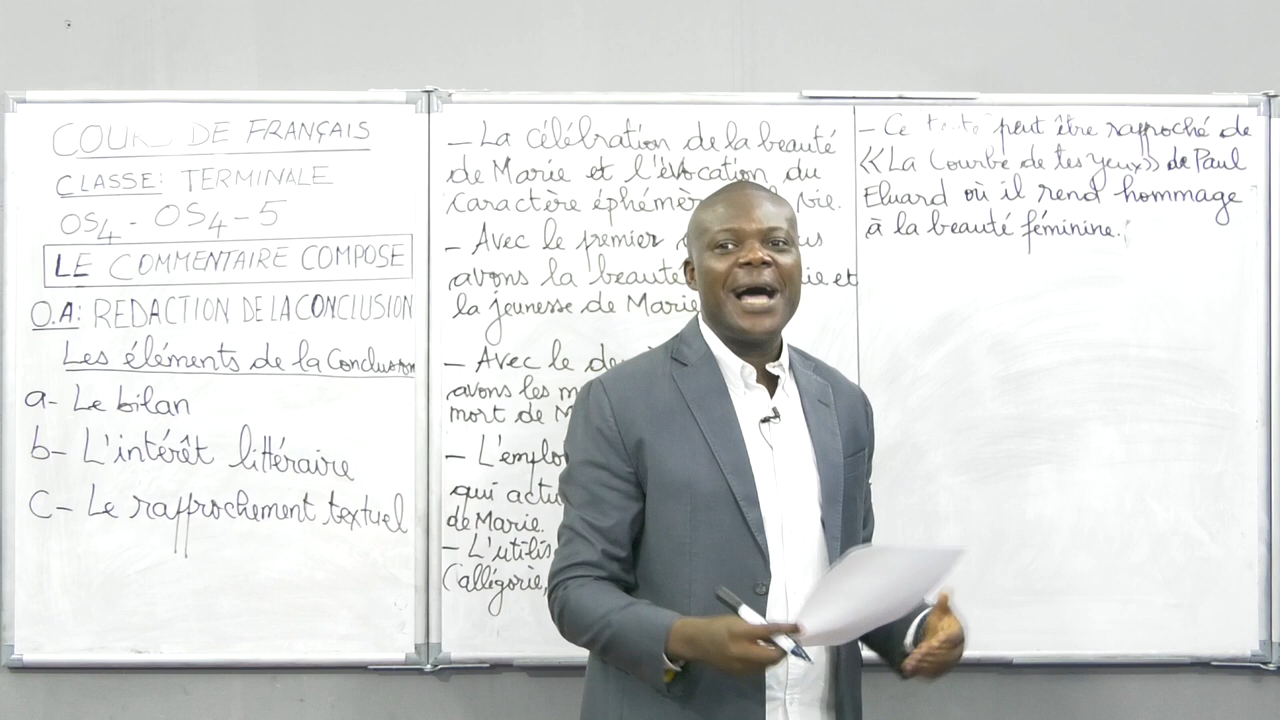 COURS DE FRANÇAIS
CLASSE: TERMINALE
OS4 - OS4-5
LE COMMENTAIRE COMPOSE
O.A: REDACTION DE LA CONCLUSION
Les éléments de la Conclusion
a- Le bilan
b- L'intérêt littéraire
C- Le rapprochement textuel
- La célébration de la beauté
de Marie et l'évocation du
caractère éphémère vie.
- Avec le premier
avons la beauté et
la jeunesse de Marie
- Avec le
avons les
mort de
- L'emploi
qui
de Marie.
- L'utilis
l'allégorie,
- Ce texte peut être rapproché de
<<La Courbe de tes yeux>> de Paul
Eluard où il rend hommage
à la beauté féminine.